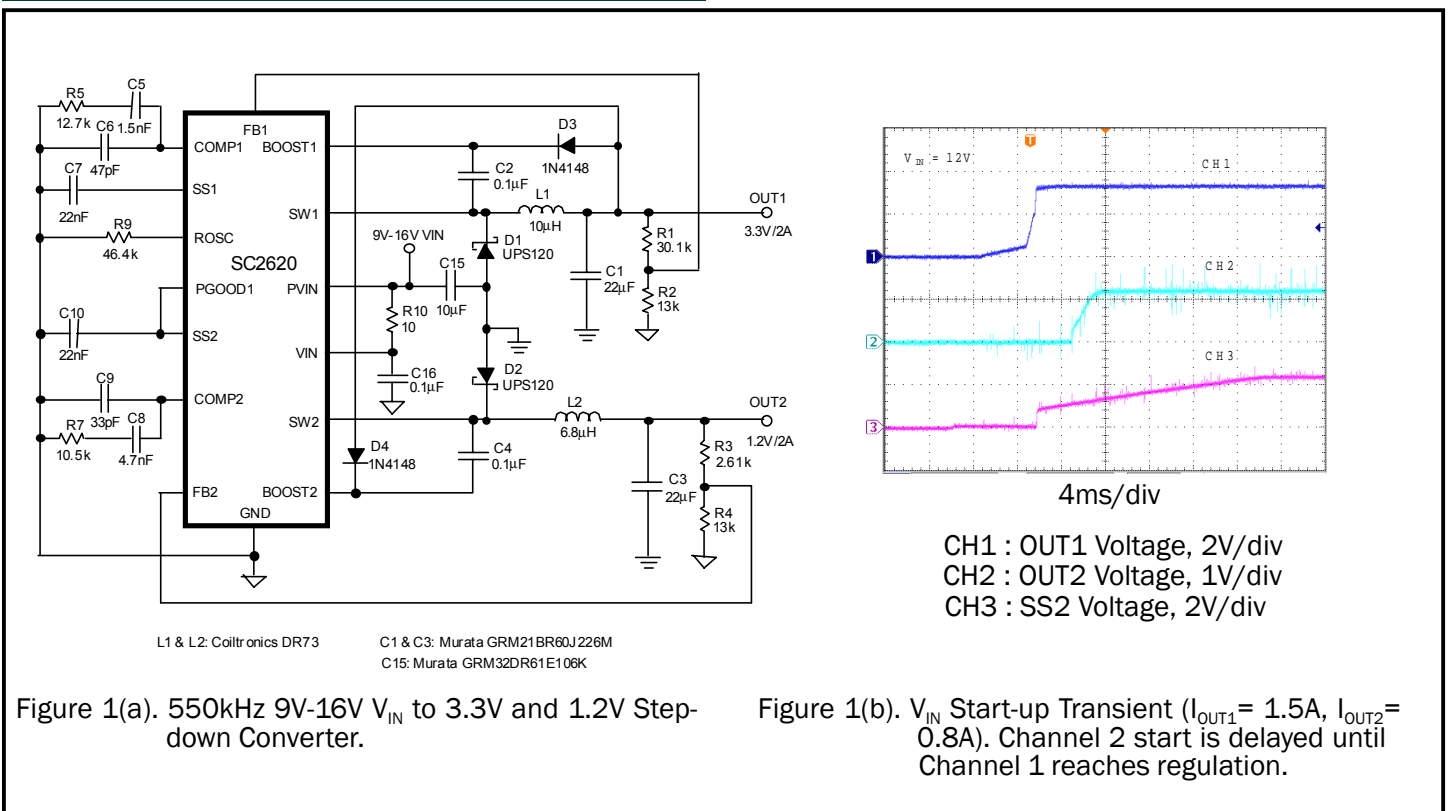 R5
12.7k
C5
1.5nF
C6
47pF
C7
22nF
R9
46.4k
C10
22nF
C9
33pF
C8
4.7nF
R7
10.5k
FB1
COMP1
BOOST1
SS1
SW1
ROSC
SC2620
PGOOD1
PVIN
SS2
VIN
COMP2
SW2
FB2
BOOST2
GND
D3
1N4148
C2
0.1µF
L1
10µH
OUT1
3.3V/2A
9V-16V VIN
C15
10µF
D1
UPS120
R1
30.1k
C1
22µF
R2
13k
R10
10
C16
0.1µF
D2
UPS120
L2
6.8µH
OUT2
1.2V/2A
D4
1N4148
C4
0.1µF
R3
2.61k
C3
22µF
R4
13k
L1 & L2: Coiltronics DR73
C1 & C3: Murata GRM21BR60J226M
C15: Murata GRM32DR61E106K
Figure 1(a). 550kHz 9V-16V VIN to 3.3V and 1.2V Step-
down Converter.
T
VIN = 12V
CH1
1
CH2
2
CH3
3
4ms/div
CH1 : OUT1 Voltage, 2V/div
CH2 : OUT2 Voltage, 1V/div
CH3 : SS2 Voltage, 2V/div
Figure 1(b). VIN Start-up Transient (IOUT1= 1.5A, IOUT2=
0.8A). Channel 2 start is delayed until
Channel 1 reaches regulation.